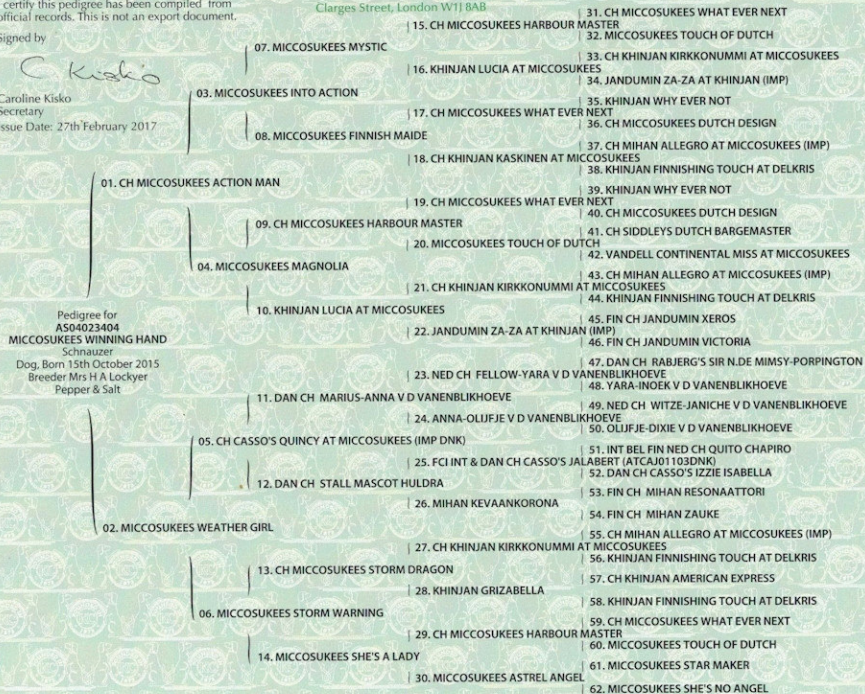 certify this pedigree has been compiled from
official records. This is not an export document.
Signed by
C Kisko
Caroline Kisko
Secretary
Issue Date: 27th February 2017
Clarges Street, London W1J 8AB
Pedigree for
AS04023404
MICCOSUKEES WINNING HAND
Schnauzer
Dog, Born 15th October 2015
Breeder Mrs H A Lockyer
Pepper & Salt
01. CH MICCOSUKEES ACTION MAN
02. MICCOSUKEES WEATHER GIRL
03. MICCOSUKEES INTO ACTION
04. MICCOSUKEES MAGNOLIA
05. CH CASSO'S QUINCY AT MICCOSUKEES (IMP DNK)
06. MICCOSUKEES STORM WARNING
07. MICCOSUKEES MYSTIC
08. MICCOSUKEES FINNISH MAIDE
09. CH MICCOSUKEES HARBOUR MASTER
10. KHINJAN LUCIA AT MICCOSUKEES
11. DAN CH MARIUS-ANNA V D VANENBLIKHOEVE
12. DAN CH STALL MASCOT HULDRA
13. CH MICCOSUKEES STORM DRAGON
14. MICCOSUKEES SHE'S A LADY
15. CH MICCOSUKEES HARBOUR MASTER
16. KHINJAN LUCIA AT MICCOSUKEES
17. CH MICCOSUKEES WHAT EVER NEXT
18. CH KHINJAN KASKINEN AT MICCOSUKEES
19. CH MICCOSUKEES WHAT EVER NEXT
20. MICCOSUKEES TOUCH OF DUTCH
21. CH KHINJAN KIRKKONUMMI AT MICCOSUKEES
22. JANDUMIN ZA-ZA AT KHINJAN (IMP)
23. NED CH FELLOW-YARA V D VANENBLIKHOEVE
24. ANNA-OLIJFJE V D VANENBLIKHOEVE
25. FCI INT & DAN CH CASSO'S JALABERT (ATCAJ01103DNK)
26. MIHAN KEVAANKORONA
27. CH KHINJAN KIRKKONUMMI AT MICCOSUKEES
28. KHINJAN GRIZABELLA
29. CH MICCOSUKEES HARBOUR MASTER
30. MICCOSUKEES ASTREL ANGEL
31. CH MICCOSUKEES WHAT EVER NEXT
32. MICCOSUKEES TOUCH OF DUTCH
33. CH KHINJAN KIRKKONUMMI AT MICCOSUKEES
34. JANDUMIN ZA-ZA AT KHINJAN (IMP)
35. KHINJAN WHY EVER NOT
36. CH MICCOSUKEES DUTCH DESIGN
37. CH MIHAN ALLEGRO AT MICCOSUKEES (IMP)
38. KHINJAN FINNISHING TOUCH AT DELKRIS
39. KHINJAN WHY EVER NOT
40. CH MICCOSUKEES DUTCH DESIGN
41. CH SIDDLEYS DUTCH BARGEMASTER
42. VANDELL CONTINENTAL MISS AT MICCOSUKEES
43. CH MIHAN ALLEGRO AT MICCOSUKEES (IMP)
44. KHINJAN FINNISHING TOUCH AT DELKRIS
45. FIN CH JANDUMIN XEROS
46. FIN CH JANDUMIN VICTORIA
47. DAN CH RABJERG'S SIR N.DE MIMSY-PORPINGTON
48. YARA-INOEK V D VANENBLIKHOEVE
49. NED CH WITZE-JANICHE V D VANENBLIKHOEVE
50. OLIJFJE-DIXIE V D VANENBLIKHOEVE
51. INT BEL FIN NED CH QUITO CHAPIRO
52. DAN CH CASSO'S IZZIE ISABELLA
53. FIN CH MIHAN RESONAATTORI
54. FIN CH MIHAN ZAUKE
55. CH MIHAN ALLEGRO AT MICCOSUKEES (IMP)
56. KHINJAN FINNISHING TOUCH AT DELKRIS
57. CH KHINJAN AMERICAN EXPRESS
58. KHINJAN FINNISHING TOUCH AT DELKRIS
59. CH MICCOSUKEES WHAT EVER NEXT
60. MICCOSUKEES TOUCH OF DUTCH
61. MICCOSUKEES STAR MAKER
62. MICCOSUKEES SHE'S NO ANGEL